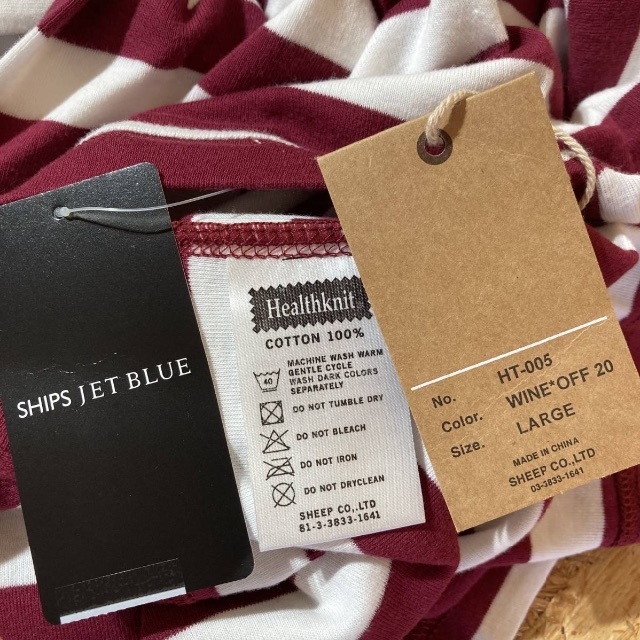 SHIPS JET BLUE
Healthknit
COTTON 100%
40
MACHINE WASH WARM
GENTLE CYCLE
WASH DARK COLORS
SEPARATELY
DO NOT TUMBLE DRY
DO NOT BLEACH
DO NOT IRON
DO NOT DRYCLEAN
SHEEP CO,.LTD
81-3-3833-1641
No. HT-005
Color. WINE*OFF 20
Size. LARGE
MADE IN CHINA
SHEEP CO.,LTD
03-3833-1641